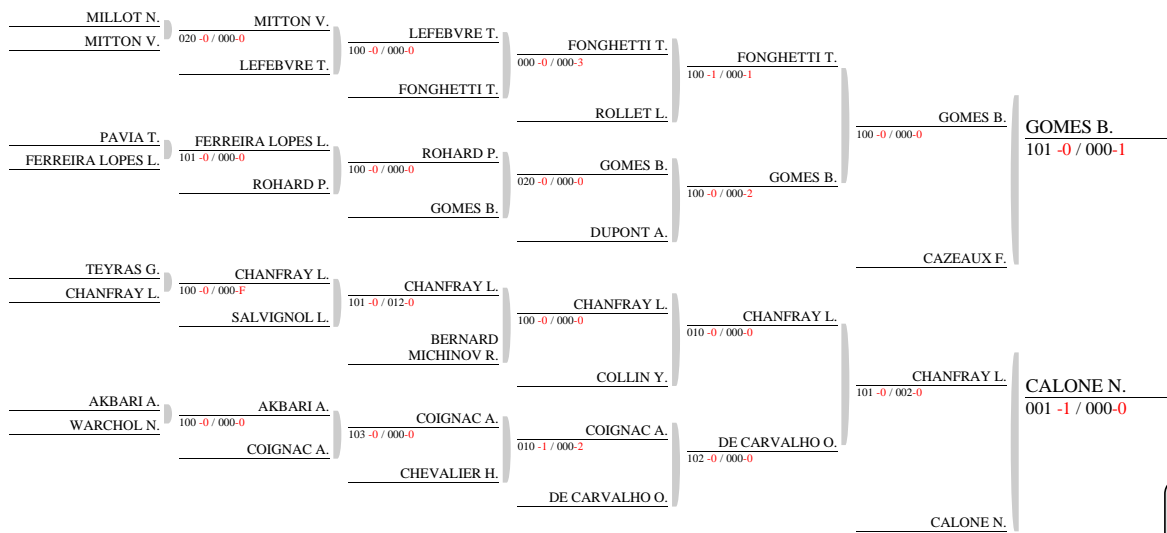 MILLOT N.
MITTON V.
MITTON V.
020 -0 / 000-0
LEFEBVRE T.
LEFEBVRE T.
100 -0 / 000-0
FONGHETTI T.
FONGHETTI T.
000 -0 / 000-3
ROLLET L.
FONGHETTI T.
100 -1 / 000-1
PAVIA T.
FERREIRA LOPES L.
FERREIRA LOPES L.
101 -0 / 000-0
ROHARD P.
ROHARD P.
100 -0 / 000-0
GOMES B.
GOMES B.
020 -0 / 000-0
DUPONT A.
GOMES B.
100 -0 / 000-2
GOMES B.
100 -0 / 000-0
CAZEAUX F.
GOMES B.
101 -0 / 000-1
TEYRAS G.
CHANFRAY L.
CHANFRAY L.
100 -0 / 000-F
SALVIGNOL L.
CHANFRAY L.
101 -0 / 012-0
BERNARD
MICHINOV R.
CHANFRAY L.
100 -0 / 000-0
COLLIN Y.
CHANFRAY L.
010 -0 / 000-0
AKBARI A.
WARCHOL N.
AKBARI A.
100 -0 / 000-0
COIGNAC A.
COIGNAC A.
103 -0 / 000-0
CHEVALIER H.
COIGNAC A.
010 -1 / 000-2
DE CARVALHO O.
DE CARVALHO O.
102 -0 / 000-0
CHANFRAY L.
101 -0 / 002-0
CALONE N.
CALONE N.
001 -1 / 000-0